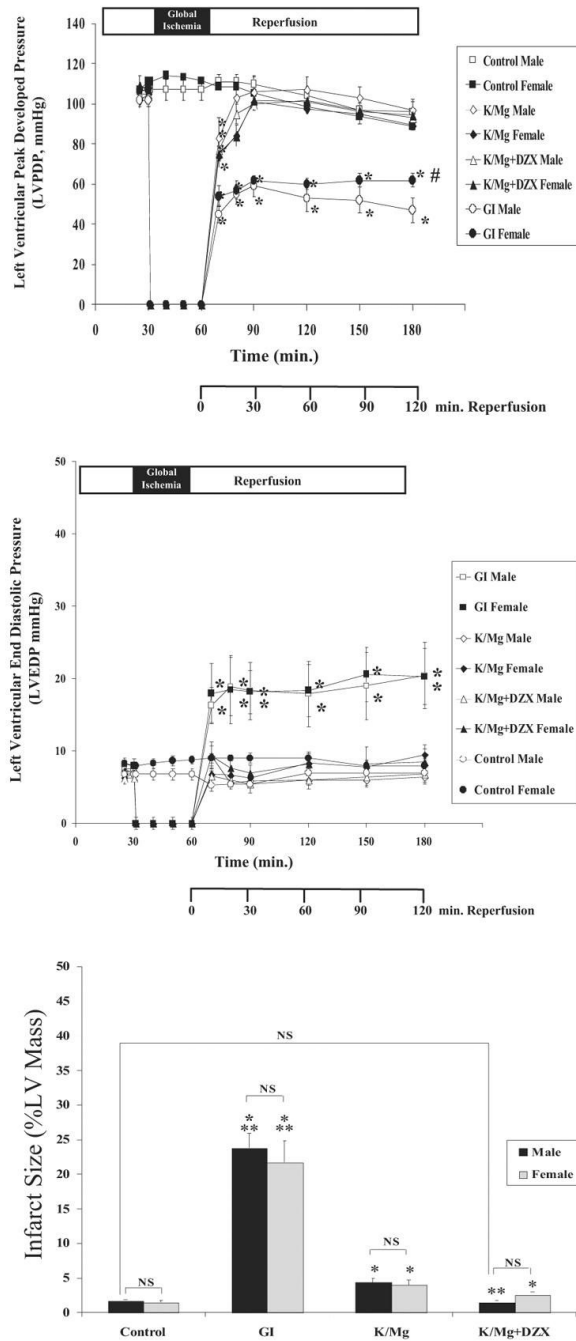 Global
Ischemia
Reperfusion
Left Ventricular Peak Developed Pressure
(LVPDP, mmHg)
140
120
100
80
60
40
20
0
* * * * * * * * * * * * * * * * * #
0 30 60 90 120 150 180
Time (min.)
0 30 60 90 120 min. Reperfusion
Control Male
Control Female
K/Mg Male
K/Mg Female
K/Mg+DZX Male
K/Mg+DZX Female
GI Male
GI Female
Global
Ischemia
Reperfusion
Left Ventricular End Diastolic Pressure
(LVEDP mmHg)
50
40
30
20
10
0
* * * * * * * * * * * *
0 30 60 90 120 150 180
Time (min.)
0 30 60 90 120 min. Reperfusion
GI Male
GI Female
K/Mg Male
K/Mg Female
K/Mg+DZX Male
K/Mg+DZX Female
Control Male
Control Female
Infarct Size (%LV Mass)
50
45
40
35
30
25
20
15
10
5
0
NS
NS
* *
** **
NS
* *
NS
** *
NS
Control GI K/Mg K/Mg+DZX
Male
Female